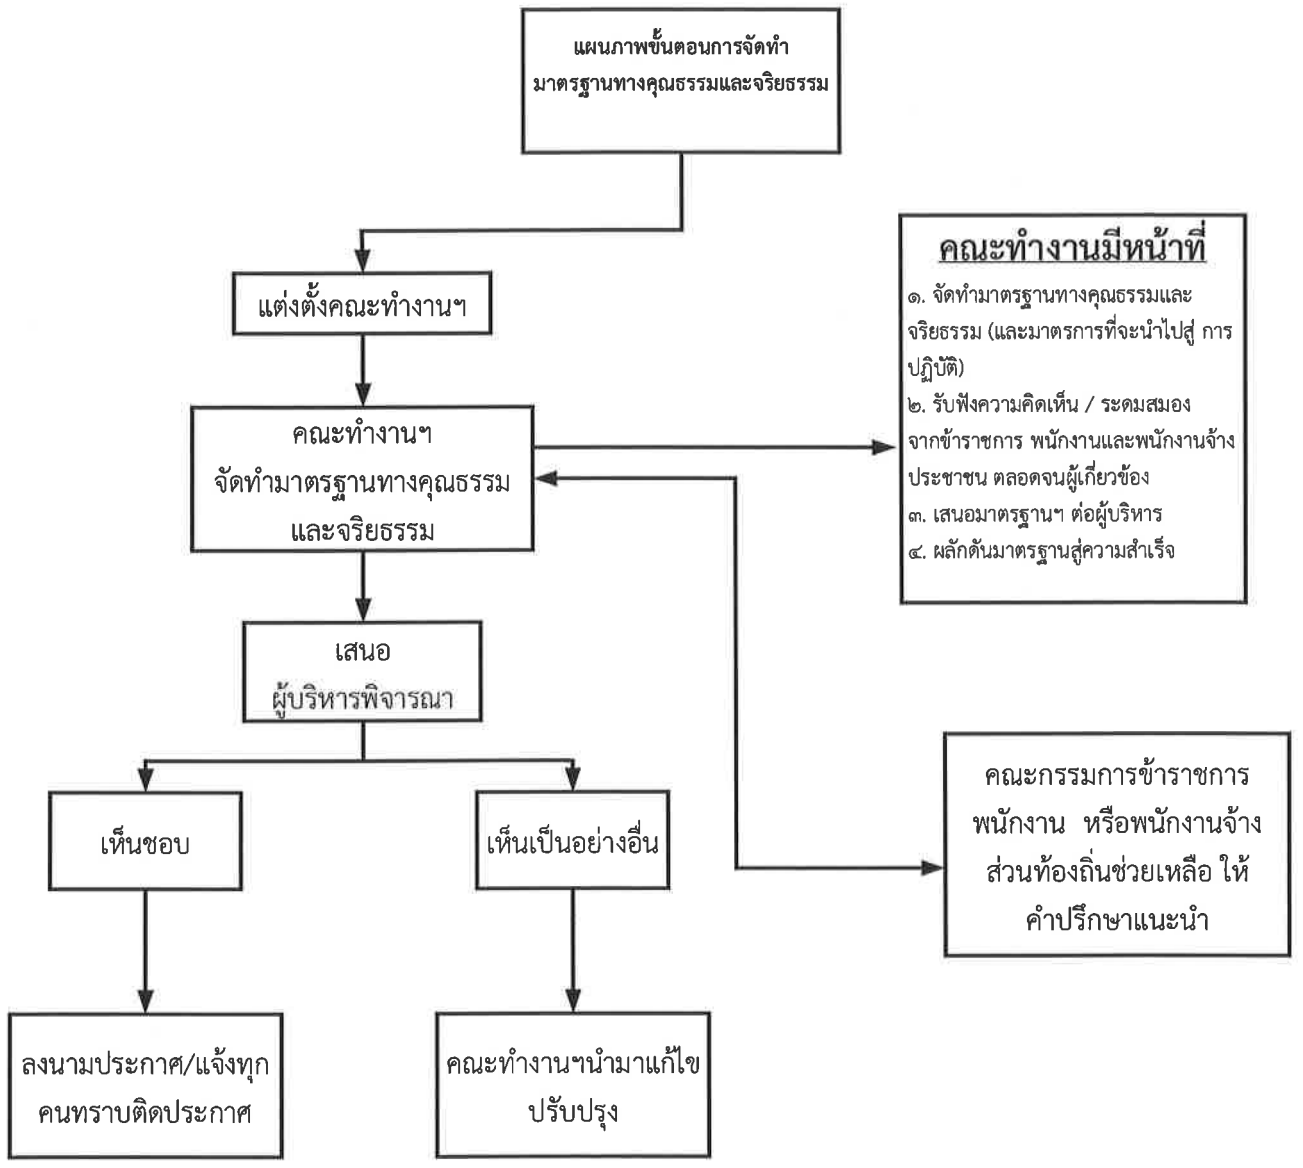 แผนภาพขั้นตอนการจัดทำ
มาตรฐานทางคุณธรรมและจริยธรรม
แต่งตั้งคณะทำงานฯ
คณะทำงานฯ
จัดทำมาตรฐานทางคุณธรรม
และจริยธรรม
คณะทำงานมีหน้าที่
๑. จัดทำมาตรฐานทางคุณธรรมและ
จริยธรรม (และมาตรการที่จะนำไปสู่ การ
ปฏิบัติ)
๒. รับฟังความคิดเห็น / ระดมสมอง
จากข้าราชการ พนักงานและพนักงานจ้าง
ประชาชน ตลอดจนผู้เกี่ยวข้อง
๓. เสนอมาตรฐานฯ ต่อผู้บริหาร
๔. ผลักดันมาตรฐานสู่ความสำเร็จ
เสนอ
ผู้บริหารพิจารณา
เห็นชอบ
เห็นเป็นอย่างอื่น
คณะกรรมการข้าราชการ
พนักงาน หรือพนักงานจ้าง
ส่วนท้องถิ่นช่วยเหลือ ให้
คำปรึกษาแนะนำ
ลงนามประกาศ/แจ้งทุก
คนทราบติดประกาศ
คณะทำงานฯนำมาแก้ไข
ปรับปรุง